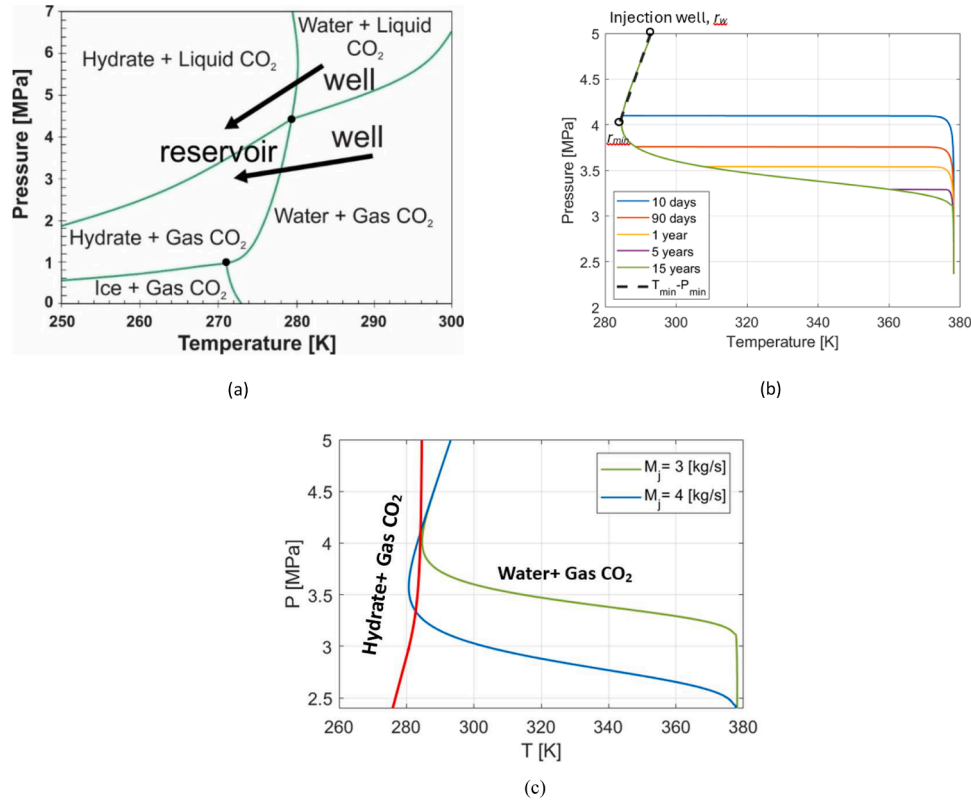 Pressure [MPa]
7
6
5
4
3
2
1
0
Water + Liquid
CO2
Hydrate + Liquid CO2
well
well
reservoir
Water + Gas CO2
Hydrate + Gas CO2
Ice + Gas CO2
250 260 270 280 290 300
Temperature [K]
(a)
Injection well, rw
Pressure [MPa]
5
4.5
4
3.5
3
2.5
2
rmin
10 days
90 days
1 year
5 years
15 years
Tmin-Pmin
280 300 320 340 360 380
Temperature [K]
(b)
P [MPa]
5
4.5
4
3.5
3
2.5
Hydrate+ Gas CO2
Mj= 3 [kg/s]
Mj= 4 [kg/s]
Water+ Gas CO2
260 280 300 320 340 360 380
T [K]
(c)